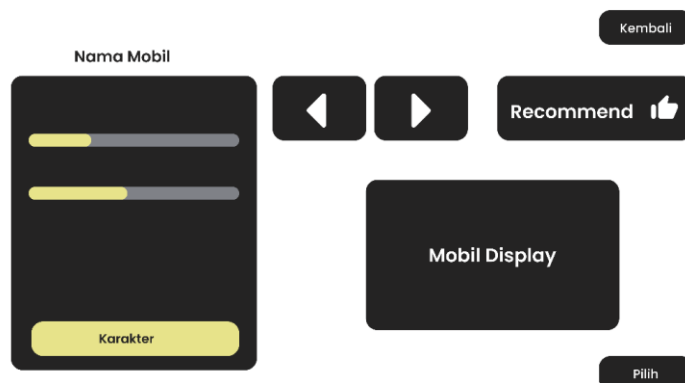 Kembali
Nama Mobil
Recommend
Mobil Display
Karakter
Pilih